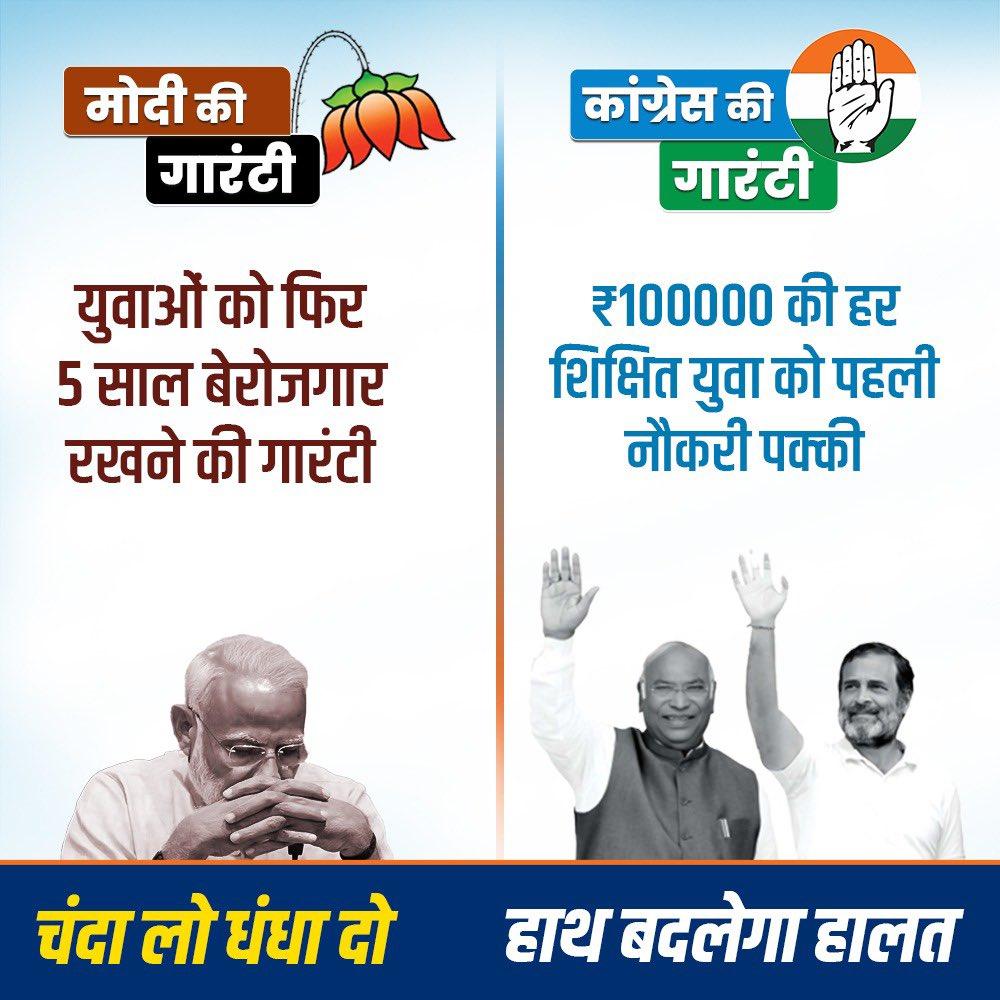 मोदी की
गारंटी
युवाओं को फिर
5 साल बेरोजगार
रखने की गारंटी
चंदा लो धंधा दो
कांग्रेस की
गारंटी
₹100000 की हर
शिक्षित युवा को पहली
नौकरी पक्की
हाथ बदलेगा हालत